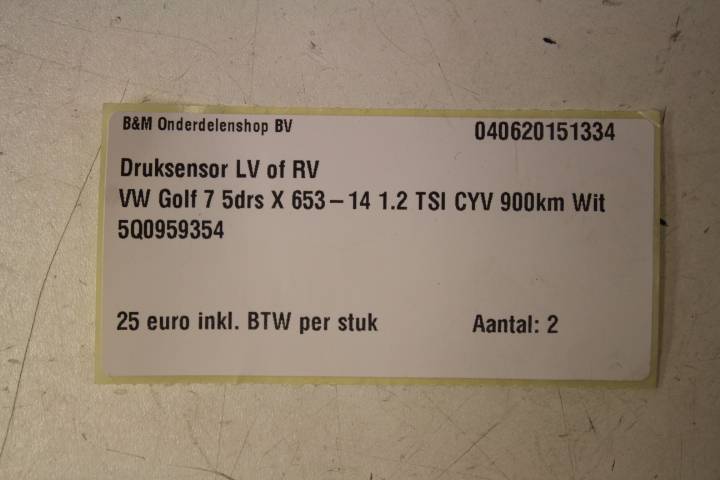 B&M Onderdelenshop BV 040620151334
Druksensor LV of RV
VW Golf 7 5drs X 653-14 1.2 TSI CYV 900km Wit
5Q0959354
25 euro inkl. BTW per stuk Aantal: 2